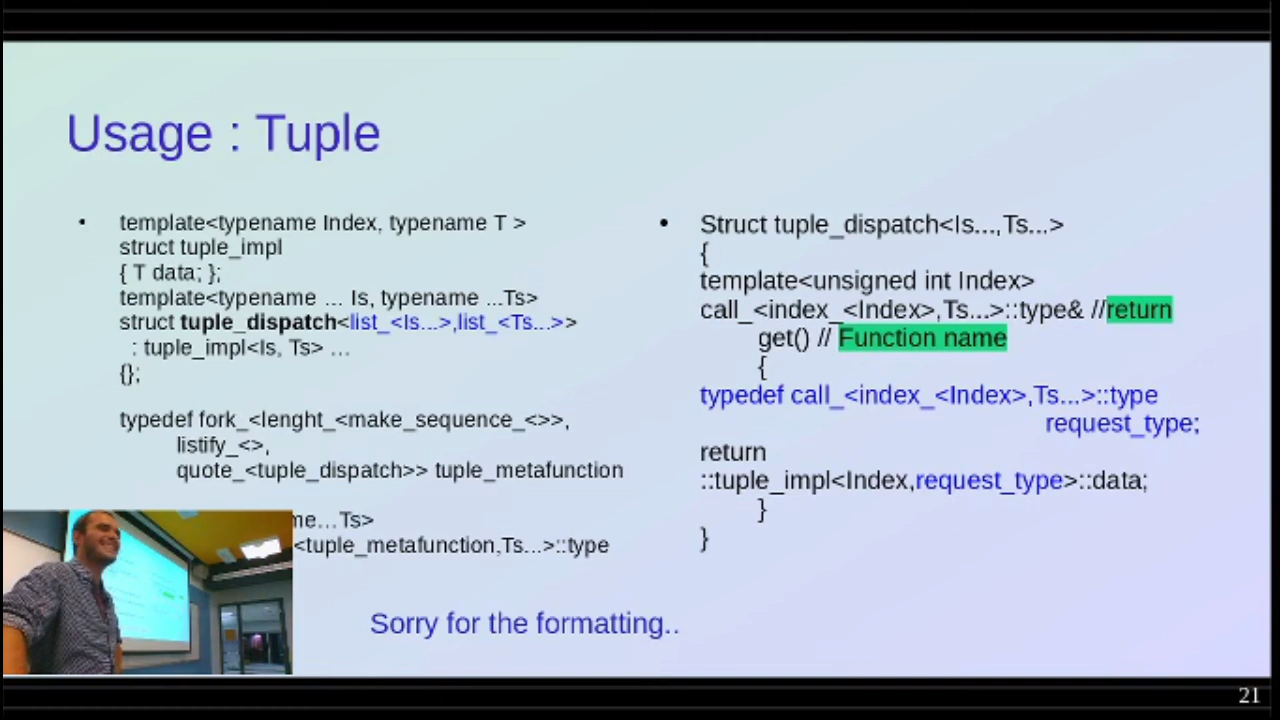 Usage : Tuple
• template<typename Index, typename T >
struct tuple_impl
{ T data; };
template<typename ... Is, typename ...Ts>
struct tuple_dispatch<list_<Is...>,list_<Ts...>>
: tuple_impl<Is, Ts> ...
{};
typedef fork_<lenght_<make_sequence_<>>,
listify_<>,
quote_<tuple_dispatch>> tuple_metafunction
me...Ts>
<tuple_metafunction,Ts...>::type
• Struct tuple_dispatch<Is...,Ts...>
{
template<unsigned int Index>
call_<index_<Index>,Ts...>::type& //return
get() // Function name
{
typedef call_<index_<Index>,Ts...>::type
request_type;
return
::tuple_impl<Index,request_type>::data;
}
}
Sorry for the formatting..
21